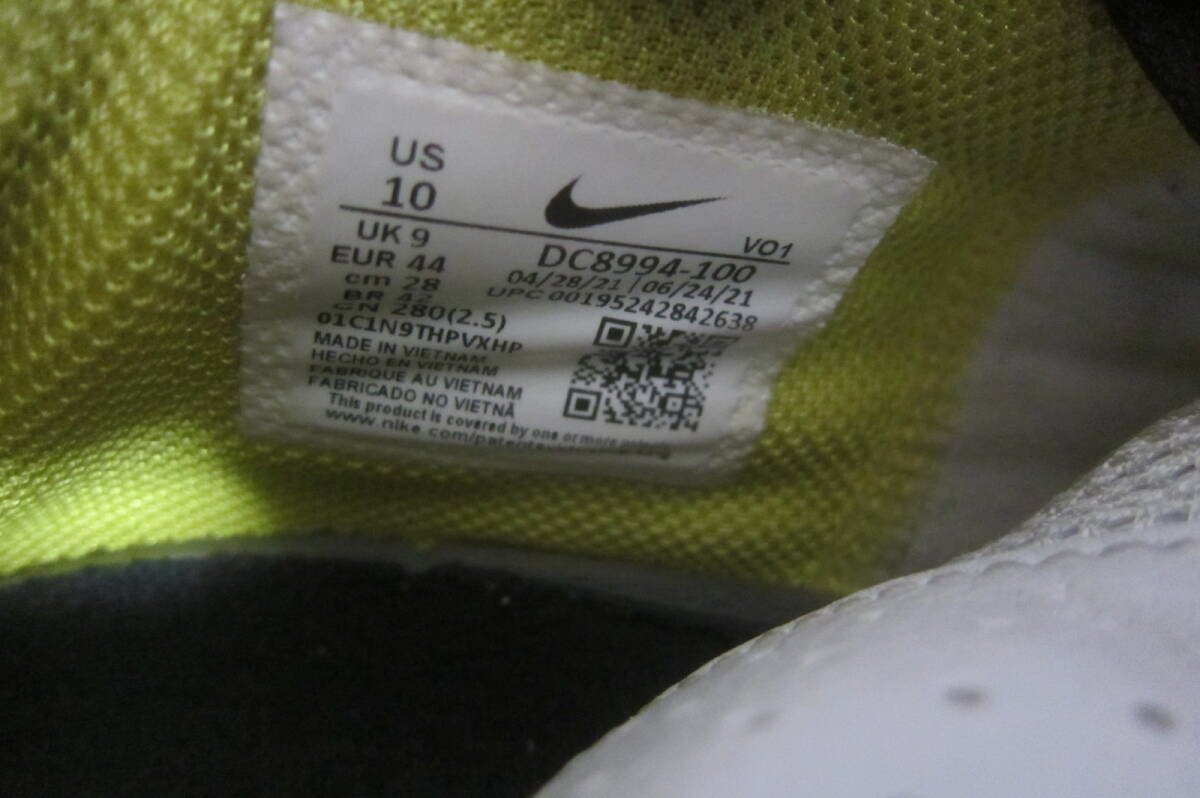 US
10
VO1
UK 9
DC8994-100
EUR 44
04/28/21 06/24/21
cm 28
UPC 00195242842638
BR 42
CN 280(2.5)
01C1N9THPVXHP
MADE IN VIETNAM
HECHO EN VIETNAM
FABRIQUE AU VIETNAM
FABRICADO NO VIETNÃ
This product is covered by one or more
www.nike.com/patents